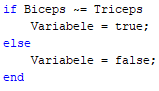 if Biceps ~= Triceps
    Variabele = true;
else
    Variabele = false;
end